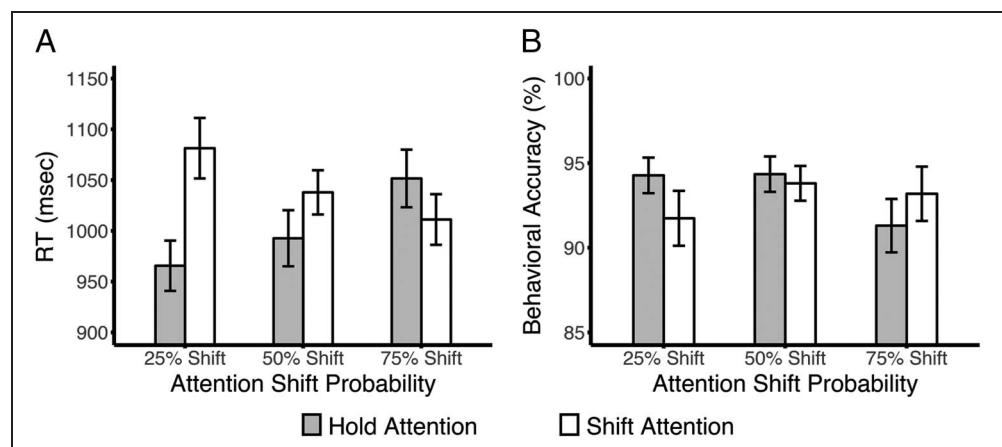 A
RT (msec)
1150
1100
1050
1000
950
900
25% Shift 50% Shift 75% Shift
Attention Shift Probability
B
Behavioral Accuracy (%)
100
95
90
85
25% Shift 50% Shift 75% Shift
Attention Shift Probability
Hold Attention Shift Attention